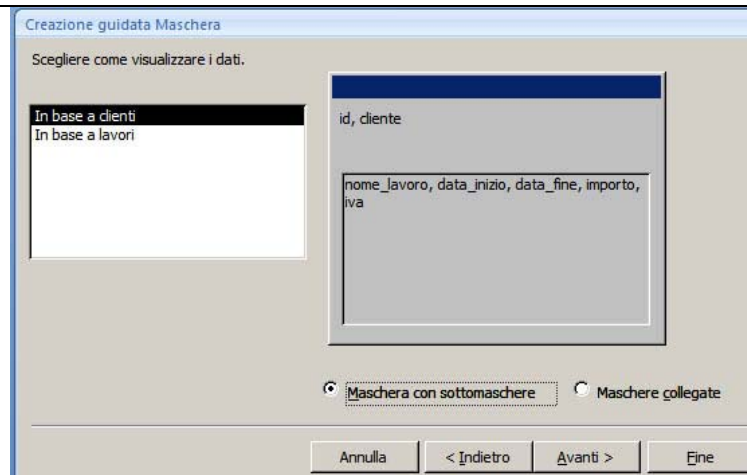 Creazione guidata Maschera
Scegliere come visualizzare i dati.
In base a clienti
In base a lavori
id, cliente
nome_lavoro, data_inizio, data_fine, importo,
iva
Maschera con sottomaschere
Maschere collegate
Annulla
< Indietro
Avanti >
Fine